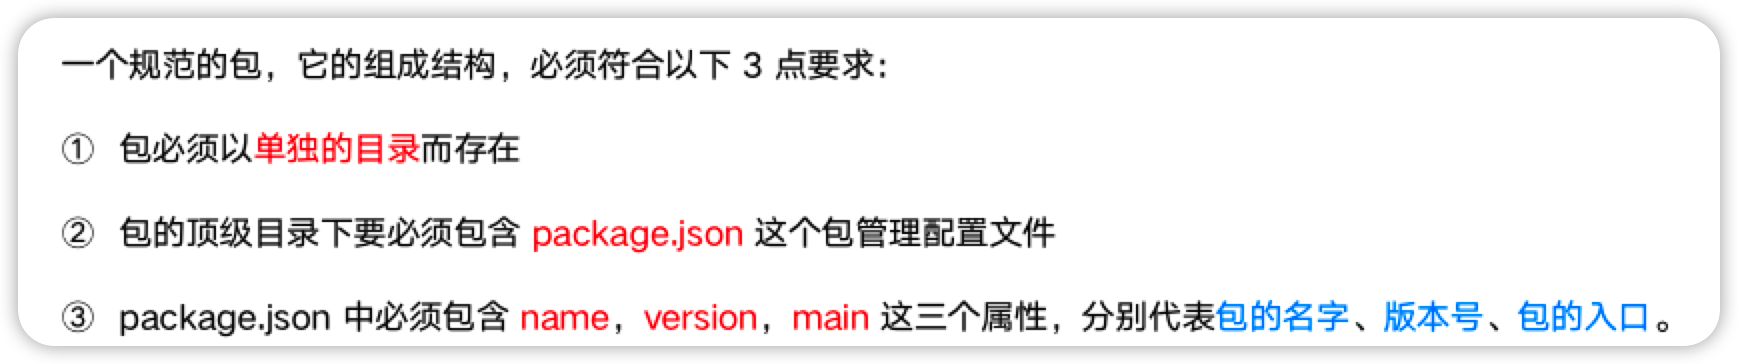 一个规范的包，它的组成结构，必须符合以下 3 点要求：
① 包必须以单独的目录而存在
② 包的顶级目录下要必须包含 package.json 这个包管理配置文件
③ package.json 中必须包含 name，version，main 这三个属性，分别代表包的名字、版本号、包的入口。